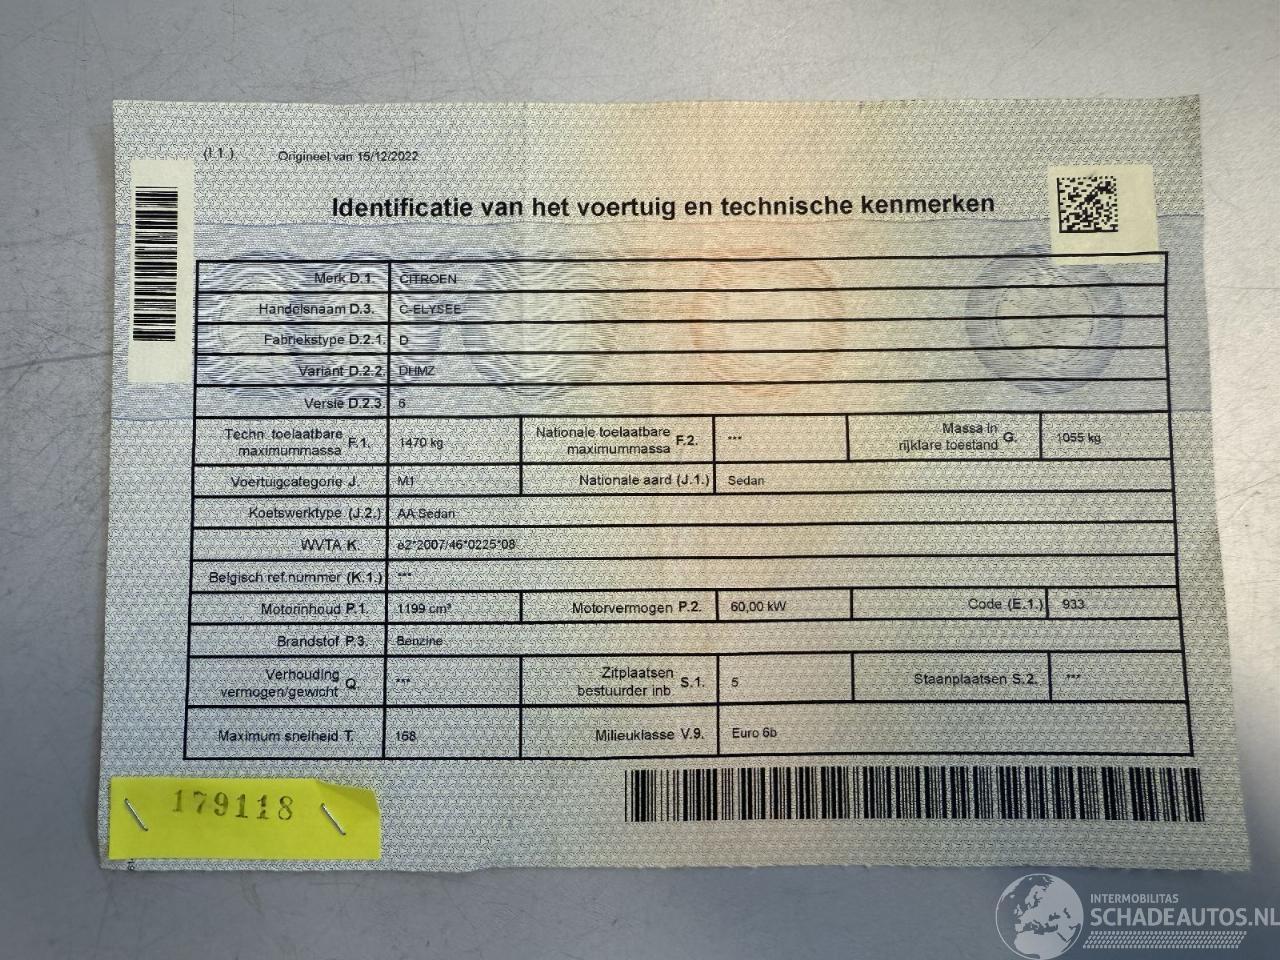 (I.1.) Origineel van 15/12/2022
Identificatie van het voertuig en technische kenmerken
Merk D.1. CITROEN
Handelsnaam D.3. C-ELYSEE
Fabriekstype D.2.1. D
Variant D.2.2. DHMZ
Versie D.2.3. 6
Techn. toelaatbare maximummassa F.1. 1470 kg Nationale toelaatbare maximummassa F.2. *** Massa in rijklare toestand G. 1055 kg
Voertuigcategorie J. M1 Nationale aard (J.1.) Sedan
Koetswerktype (J.2.) AA Sedan
WVTA K. e2*2007/46*0225*08
Belgisch ref.nummer (K.1.) ***
Motorinhoud P.1. 1199 cm³ Motorvermogen P.2. 60,00 kW Code (E.1.) 933
Brandstof P.3. Benzine
Verhouding vermogen/gewicht Q. *** Zitplaatsen bestuurder inb S.1. 5 Staanplaatsen S.2. ***
Maximum snelheid T. 168 Milieuklasse V.9. Euro 6b
179118
INTERMOBILITAS
SCHADEAUTOS.NL